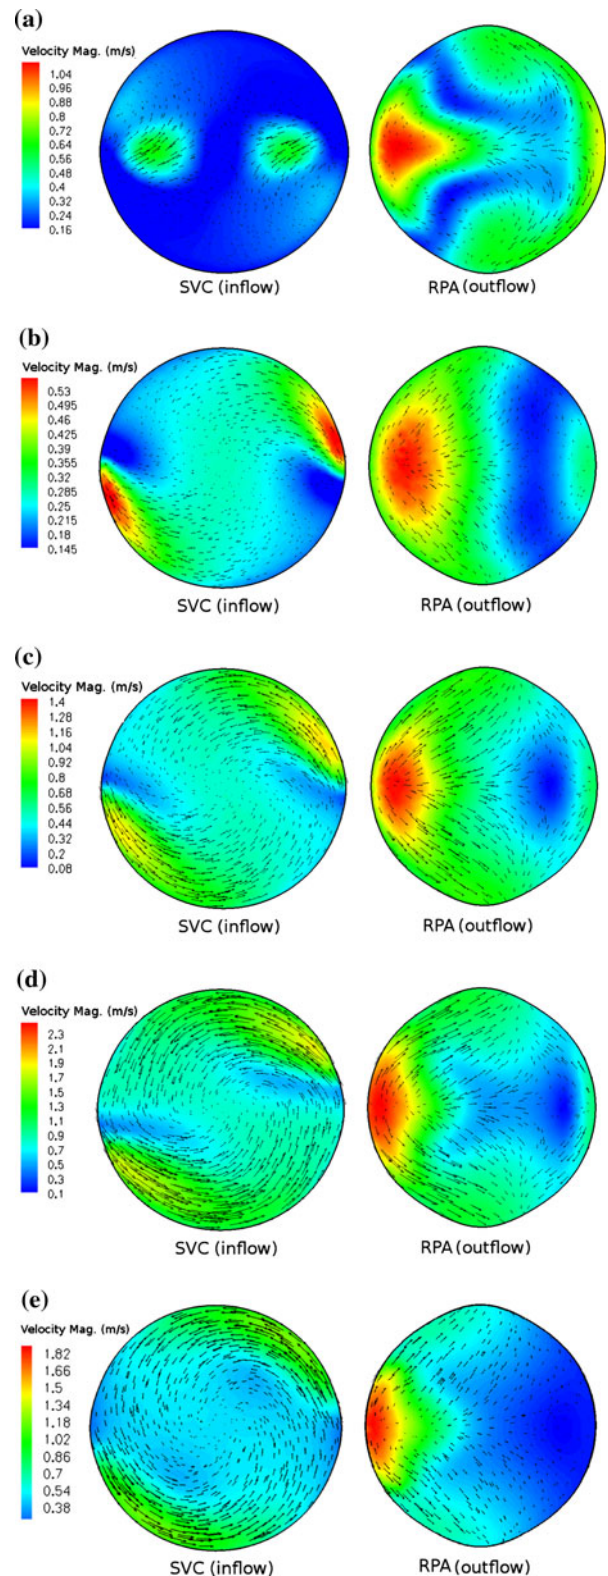 (a)
Velocity Mag. (m/s)
1.04
0.96
0.88
0.8
0.72
0.64
0.56
0.48
0.4
0.32
0.24
0.16
SVC (inflow)
RPA (outflow)
(b)
Velocity Mag. (m/s)
0.53
0.495
0.46
0.425
0.39
0.355
0.32
0.285
0.25
0.215
0.18
0.145
SVC (inflow)
RPA (outflow)
(c)
Velocity Mag. (m/s)
1.4
1.28
1.16
1.04
0.92
0.8
0.68
0.56
0.44
0.32
0.2
0.08
SVC (inflow)
RPA (outflow)
(d)
Velocity Mag. (m/s)
2.3
2.1
1.9
1.7
1.5
1.3
1.1
0.9
0.7
0.5
0.3
0.1
SVC (inflow)
RPA (outflow)
(e)
Velocity Mag. (m/s)
1.82
1.66
1.5
1.34
1.18
1.02
0.86
0.7
0.54
0.38
SVC (inflow)
RPA (outflow)